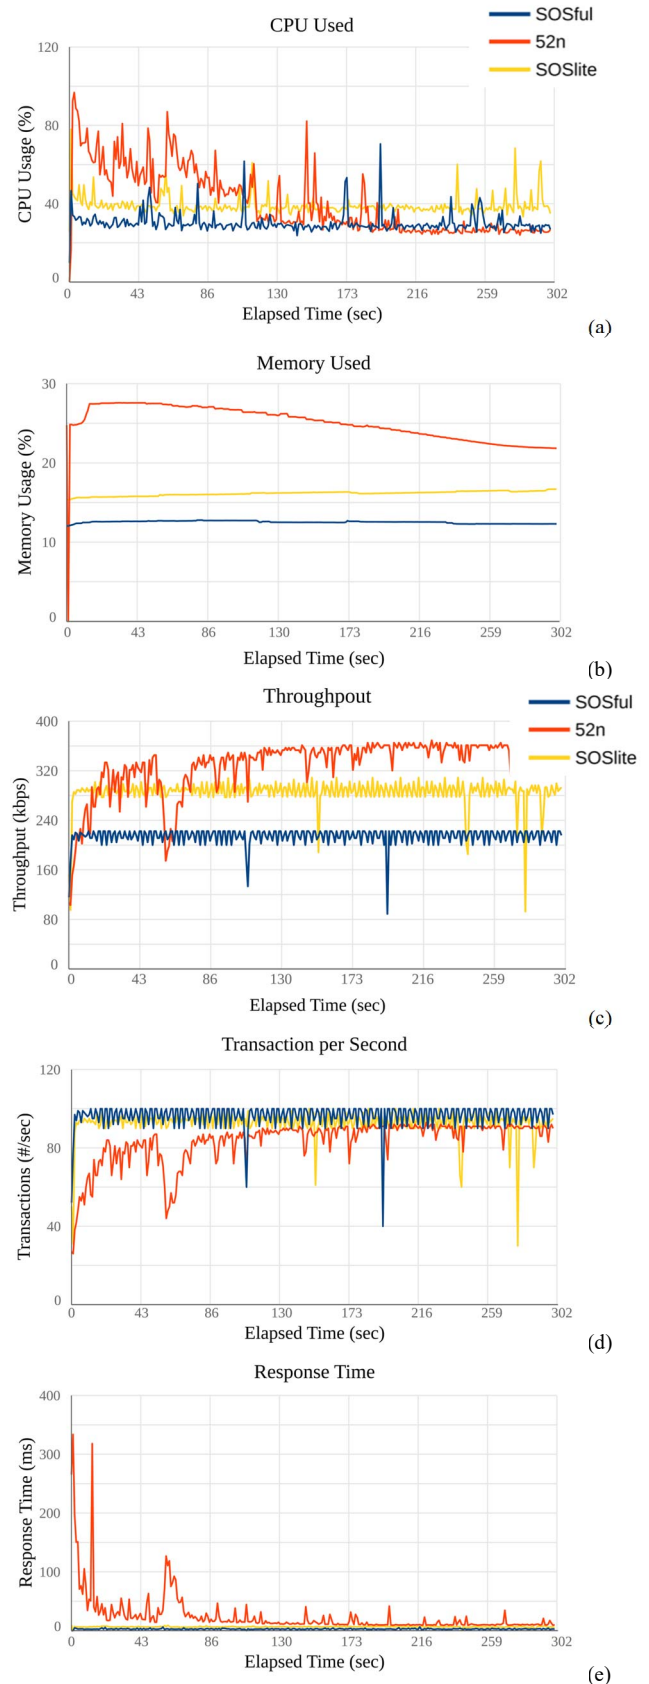 CPU Used
SOSful
52n
SOSlite
CPU Usage (%)
120
80
40
0
0 43 86 130 173 216 259 302
Elapsed Time (sec)
(a)
Memory Used
Memory Usage (%)
30
20
10
0
0 43 86 130 173 216 259 302
Elapsed Time (sec)
(b)
Throughpout
SOSful
52n
SOSlite
Throughput (kbps)
400
320
240
160
80
0
0 43 86 130 173 216 259 302
Elapsed Time (sec)
(c)
Transaction per Second
Transactions (#/sec)
120
80
40
0
0 43 86 130 173 216 259 302
Elapsed Time (sec)
(d)
Response Time
Response Time (ms)
400
300
200
100
0
0 43 86 130 173 216 259 302
Elapsed Time (sec)
(e)